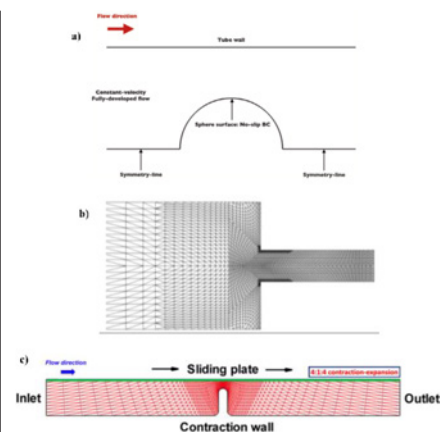 Flow direction
a)
Tube wall
Constant-velocity
Fully-developed flow
Sphere surface: No-slip BC
Symmetry-line
Symmetry-line
b)
c)
Flow direction
Sliding plate
4:1:4 contraction-expansion
Inlet
Outlet
Contraction wall